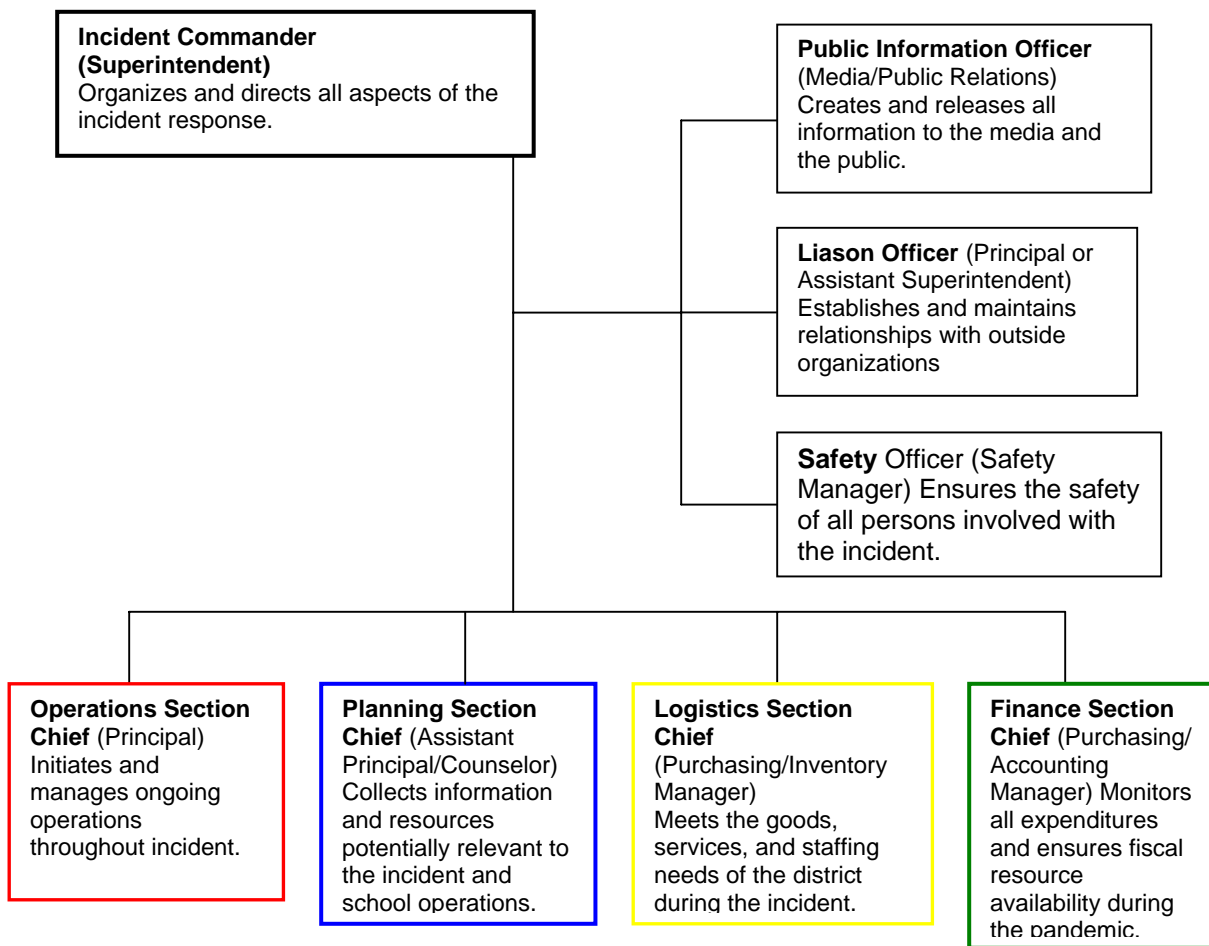 Incident Commander
(Superintendent)
Organizes and directs all aspects of the
incident response.
Public Information Officer
(Media/Public Relations)
Creates and releases all
information to the media and
the public.
Liason Officer (Principal or
Assistant Superintendent)
Establishes and maintains
relationships with outside
organizations
Safety Officer (Safety
Manager) Ensures the safety
of all persons involved with
the incident.
Operations Section
Chief (Principal)
Initiates and
manages ongoing
operations
throughout incident.
Planning Section
Chief (Assistant
Principal/Counselor)
Collects information
and resources
potentially relevant to
the incident and
school operations.
Logistics Section
Chief
(Purchasing/Inventory
Manager)
Meets the goods,
services, and staffing
needs of the district
during the incident.
Finance Section
Chief (Purchasing/
Accounting
Manager) Monitors
all expenditures
and ensures fiscal
resource
availability during
the pandemic.